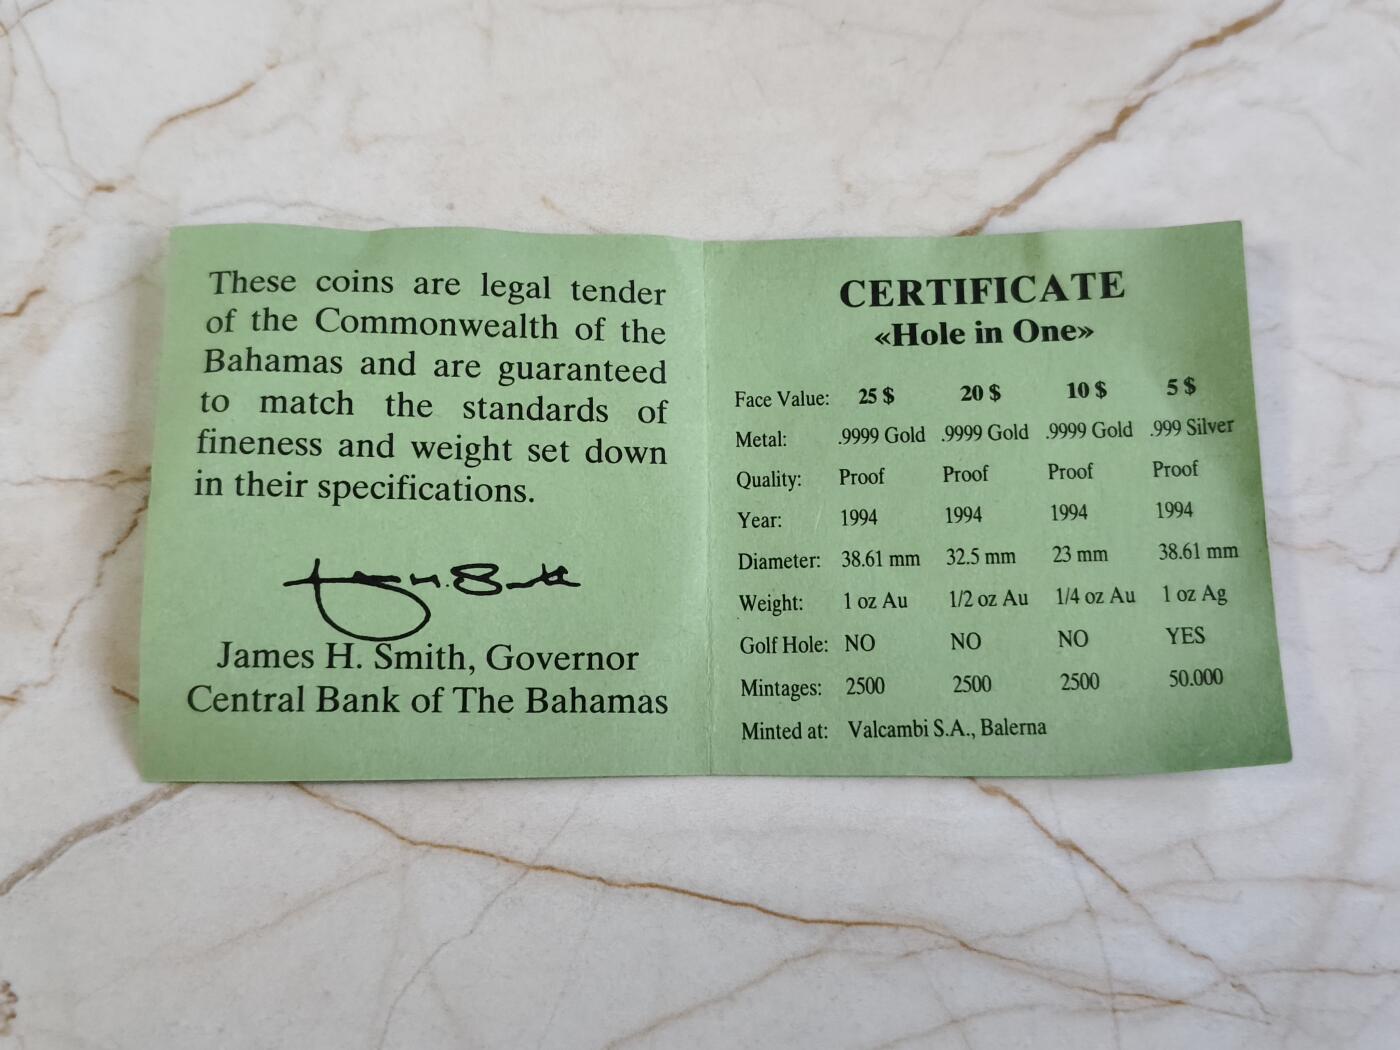 These coins are legal tender
of the Commonwealth of the
Bahamas and are guaranteed
to match the standards of
fineness and weight set down
in their specifications.
James H. Smith, Governor
Central Bank of The Bahamas
CERTIFICATE
«Hole in One»
Face Value: 25 $ 20 $ 10 $ 5 $
Metal: .9999 Gold .9999 Gold .9999 Gold .999 Silver
Quality: Proof Proof Proof Proof
Year: 1994 1994 1994 1994
Diameter: 38.61 mm 32.5 mm 23 mm 38.61 mm
Weight: 1 oz Au 1/2 oz Au 1/4 oz Au 1 oz Ag
Golf Hole: NO NO NO YES
Mintages: 2500 2500 2500 50.000
Minted at: Valcambi S.A., Balerna